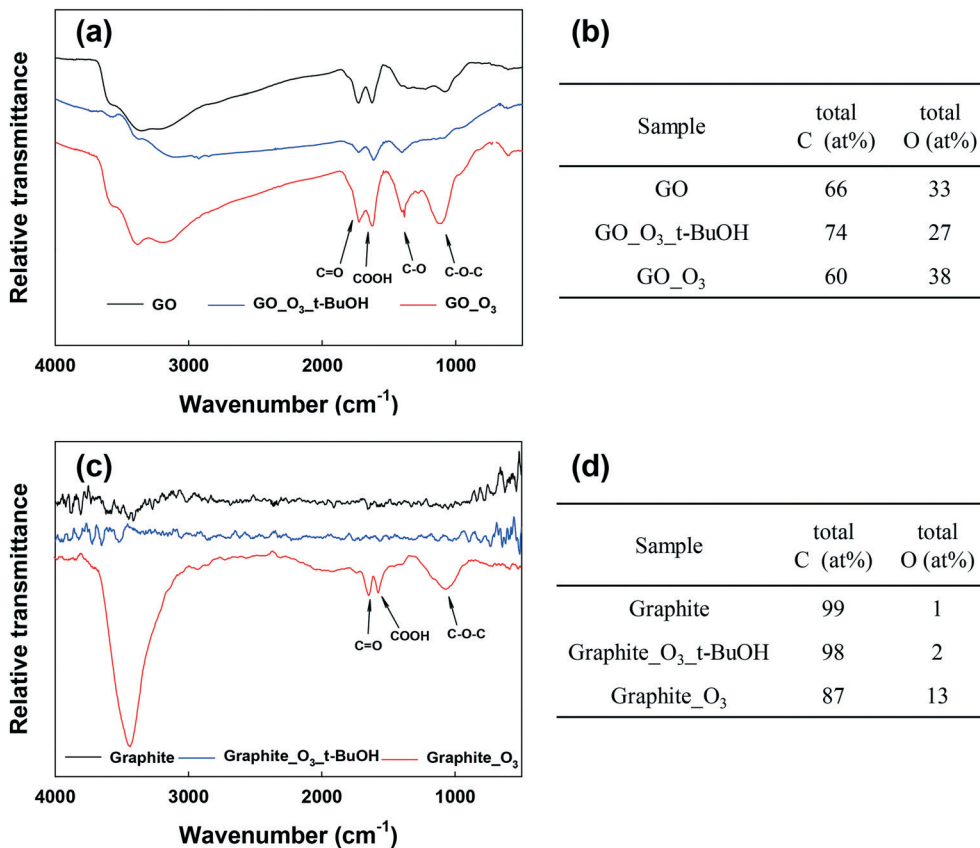 (a)
Relative transmittance
C=O
COOH
C-O
C-O-C
GO GO_O3_t-BuOH GO_O3
4000 3000 2000 1000
Wavenumber (cm-1)
(b)
Sample total C (at%) total O (at%)
GO 66 33
GO_O3_t-BuOH 74 27
GO_O3 60 38
(c)
Relative transmittance
C=O
COOH
C-O-C
Graphite Graphite_O3_t-BuOH Graphite_O3
4000 3000 2000 1000
Wavenumber (cm-1)
(d)
Sample total C (at%) total O (at%)
Graphite 99 1
Graphite_O3_t-BuOH 98 2
Graphite_O3 87 13